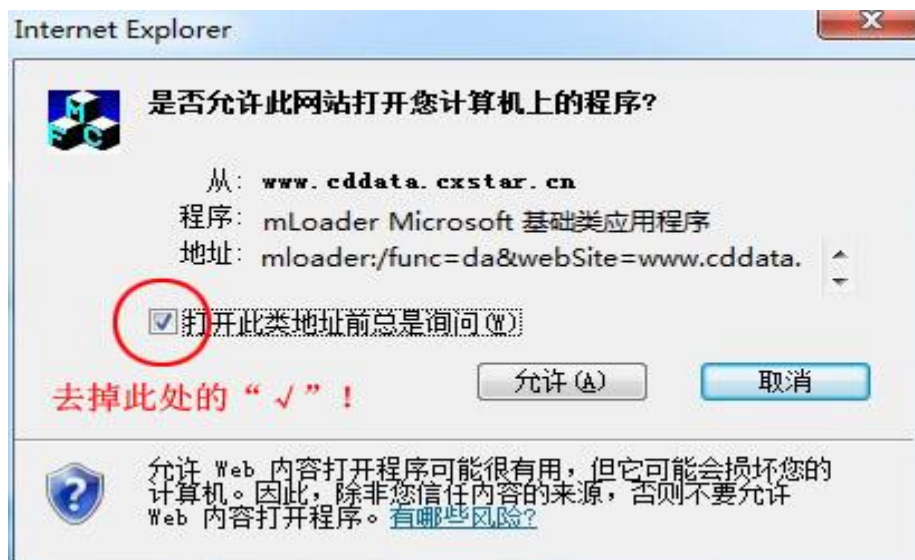 Internet Explorer
是否允许此网站打开您计算机上的程序?
从: www.cddata.cxstar.cn
程序: mLoader Microsoft 基础类应用程序
地址: mloader:/func=da&webSite=www.cddata.
打开此类地址前总是询问(W)
去掉此处的“√”!
允许(A)
取消
允许 Web 内容打开程序可能很有用，但它可能会损坏您的
计算机。因此，除非您信任内容的来源，否则不要允许
Web 内容打开程序。有哪些风险?
MFC